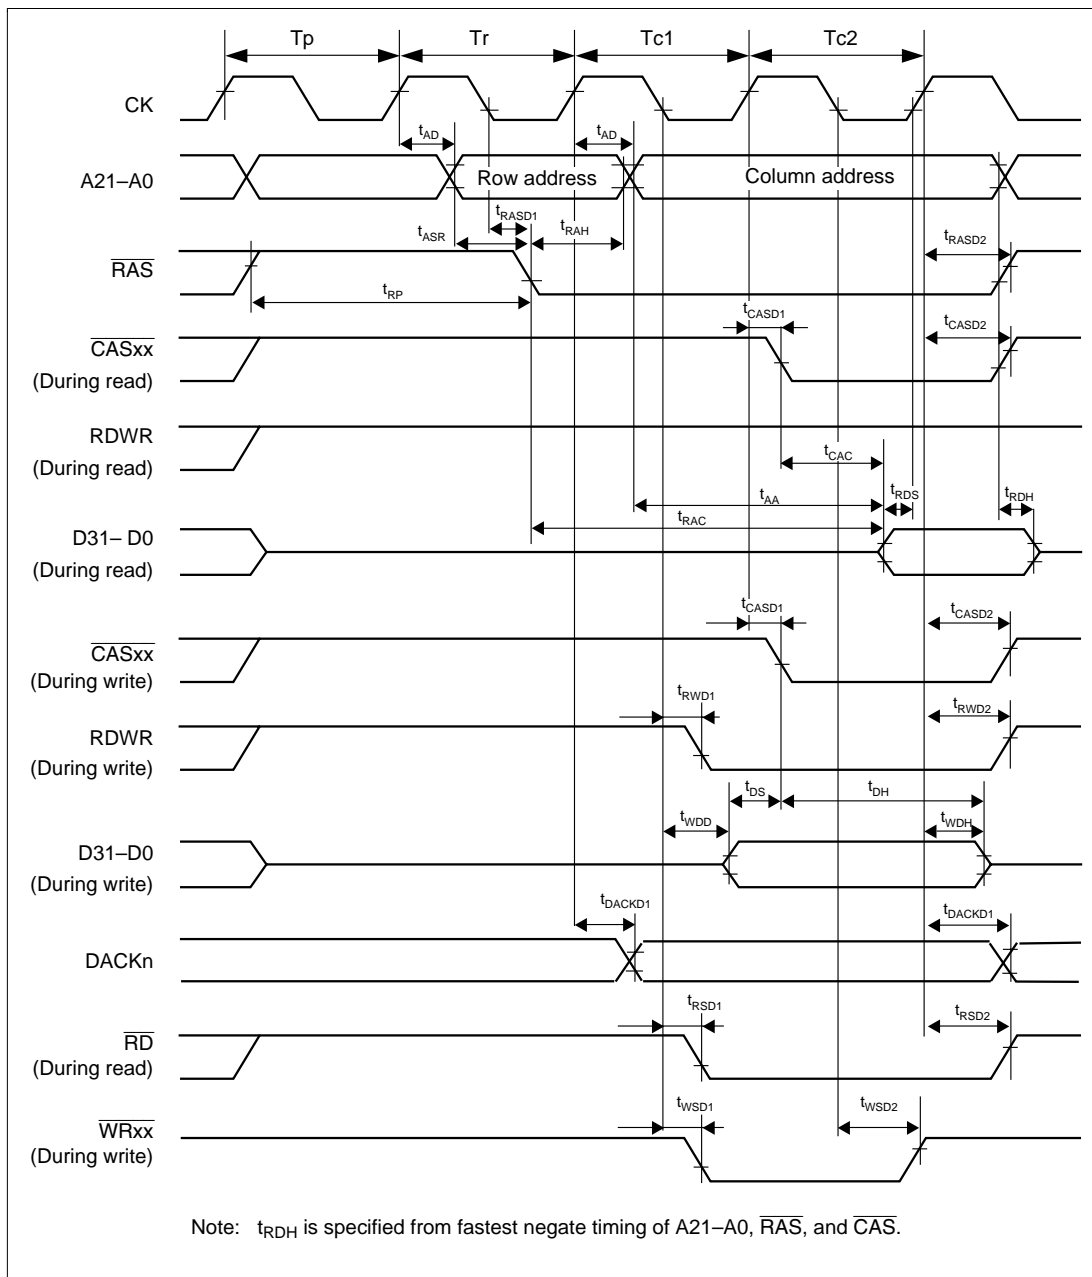 Tp Tr Tc1 Tc2
CK
tAD tAD
A21–A0 Row address Column address
tRASD1
tASR tRAH tRASD2
RAS
tRP
tCASD1 tCASD2
CASxx
(During read)
RDWR
(During read)
tCAC
tAA tRDS tRDH
tRAC
D31– D0
(During read)
tCASD1 tCASD2
CASxx
(During write)
tRWD1 tRWD2
RDWR
(During write)
tDS tDH
tWDD tWDH
D31–D0
(During write)
tDACKD1 tDACKD1
DACKn
tRSD1 tRSD2
RD
(During read)
tWSD1 tWSD2
WRxx
(During write)
Note: tRDH is specified from fastest negate timing of A21–A0, RAS, and CAS.